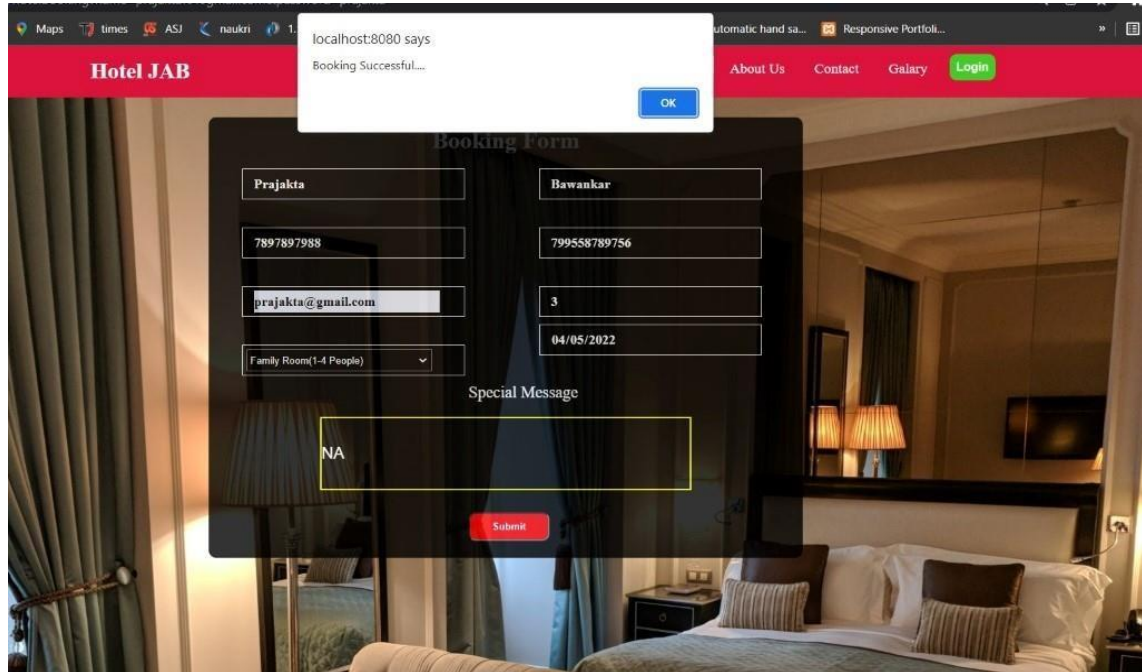 Maps times ASJ naukri 1. utomatic hand sa... Responsive Portfoli... »
localhost:8080 says
Booking Successful....
OK
Hotel JAB About Us Contact Galary Login
Booking Form
Prajakta Bawankar
7897897988 799558789756
prajakta@gmail.com 3
04/05/2022
Family Room(1-4 People)
Special Message
NA
Submit